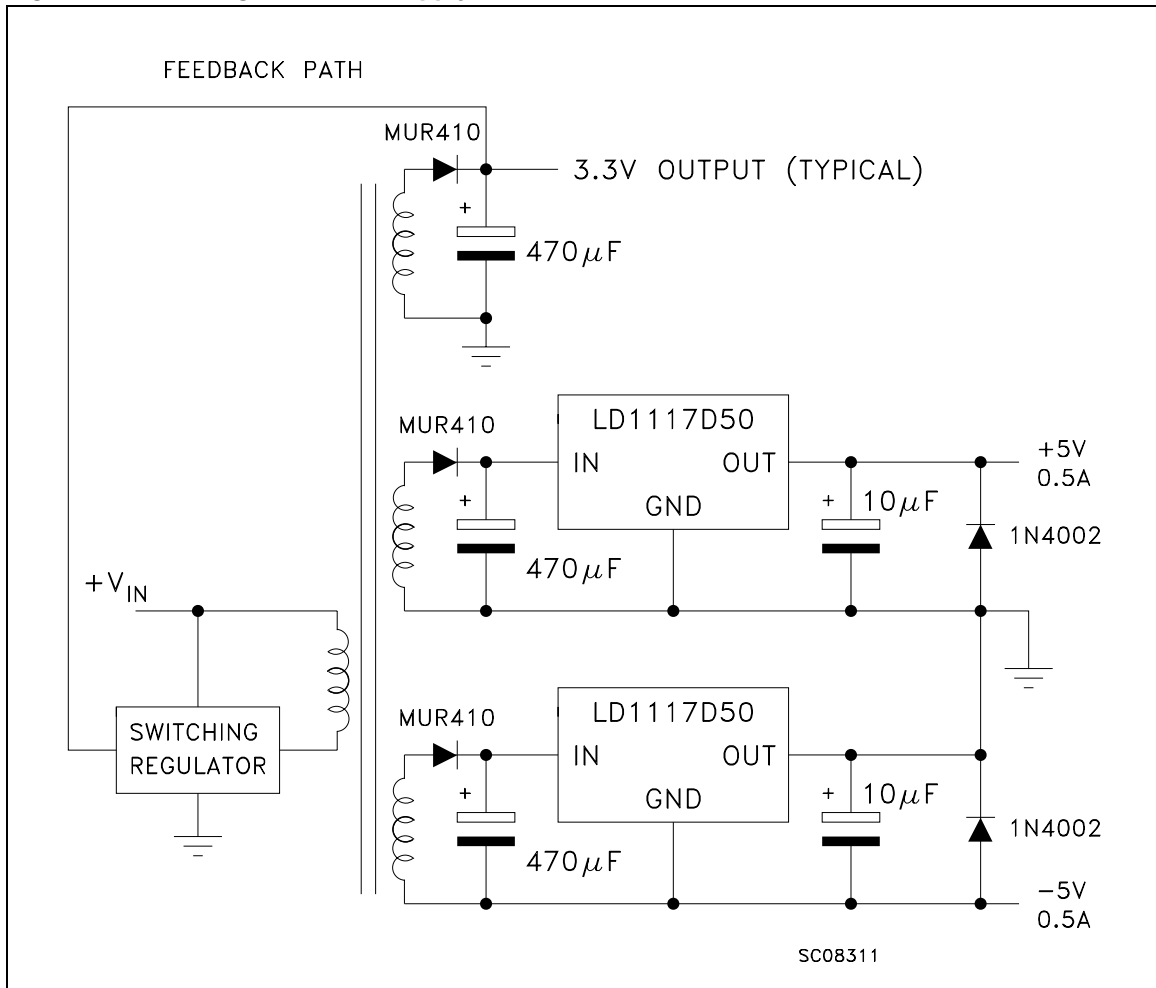 FEEDBACK PATH
MUR410
3.3V OUTPUT (TYPICAL)
+
470μF
MUR410
LD1117D50
IN
OUT
GND
+
470μF
+
10μF
+5V
0.5A
1N4002
+VIN
SWITCHING
REGULATOR
MUR410
LD1117D50
IN
OUT
GND
+
470μF
+
10μF
1N4002
-5V
0.5A
SC08311